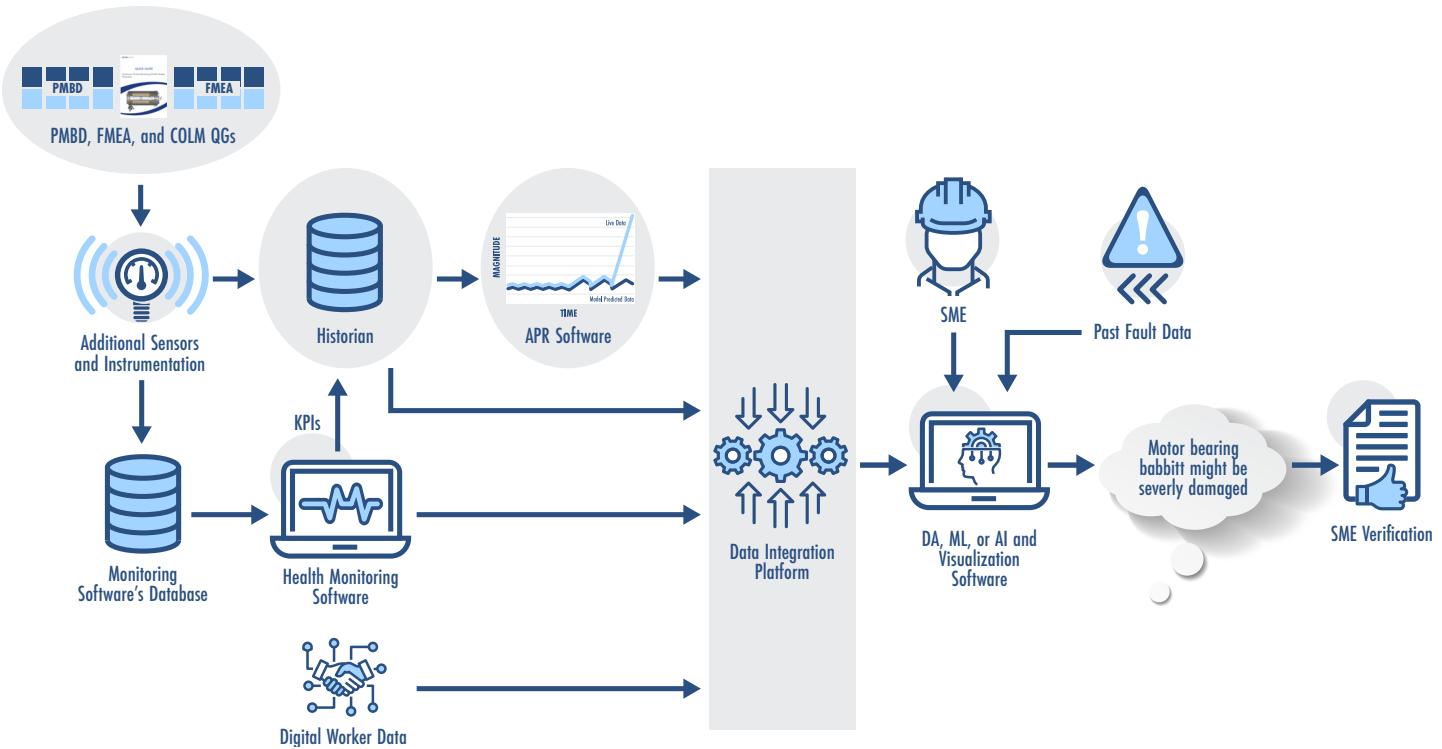 PMBD
FMEA
PMBD, FMEA, and COLM QGs
Additional Sensors
and Instrumentation
Historian
MAGNITUDE
Live Data
Model Predicted Data
TIME
APR Software
KPIs
Monitoring
Software's Database
Health Monitoring
Software
Digital Worker Data
Data Integration
Platform
SME
Past Fault Data
DA, ML, or AI and
Visualization
Software
Motor bearing
babbitt might be
severly damaged
SME Verification